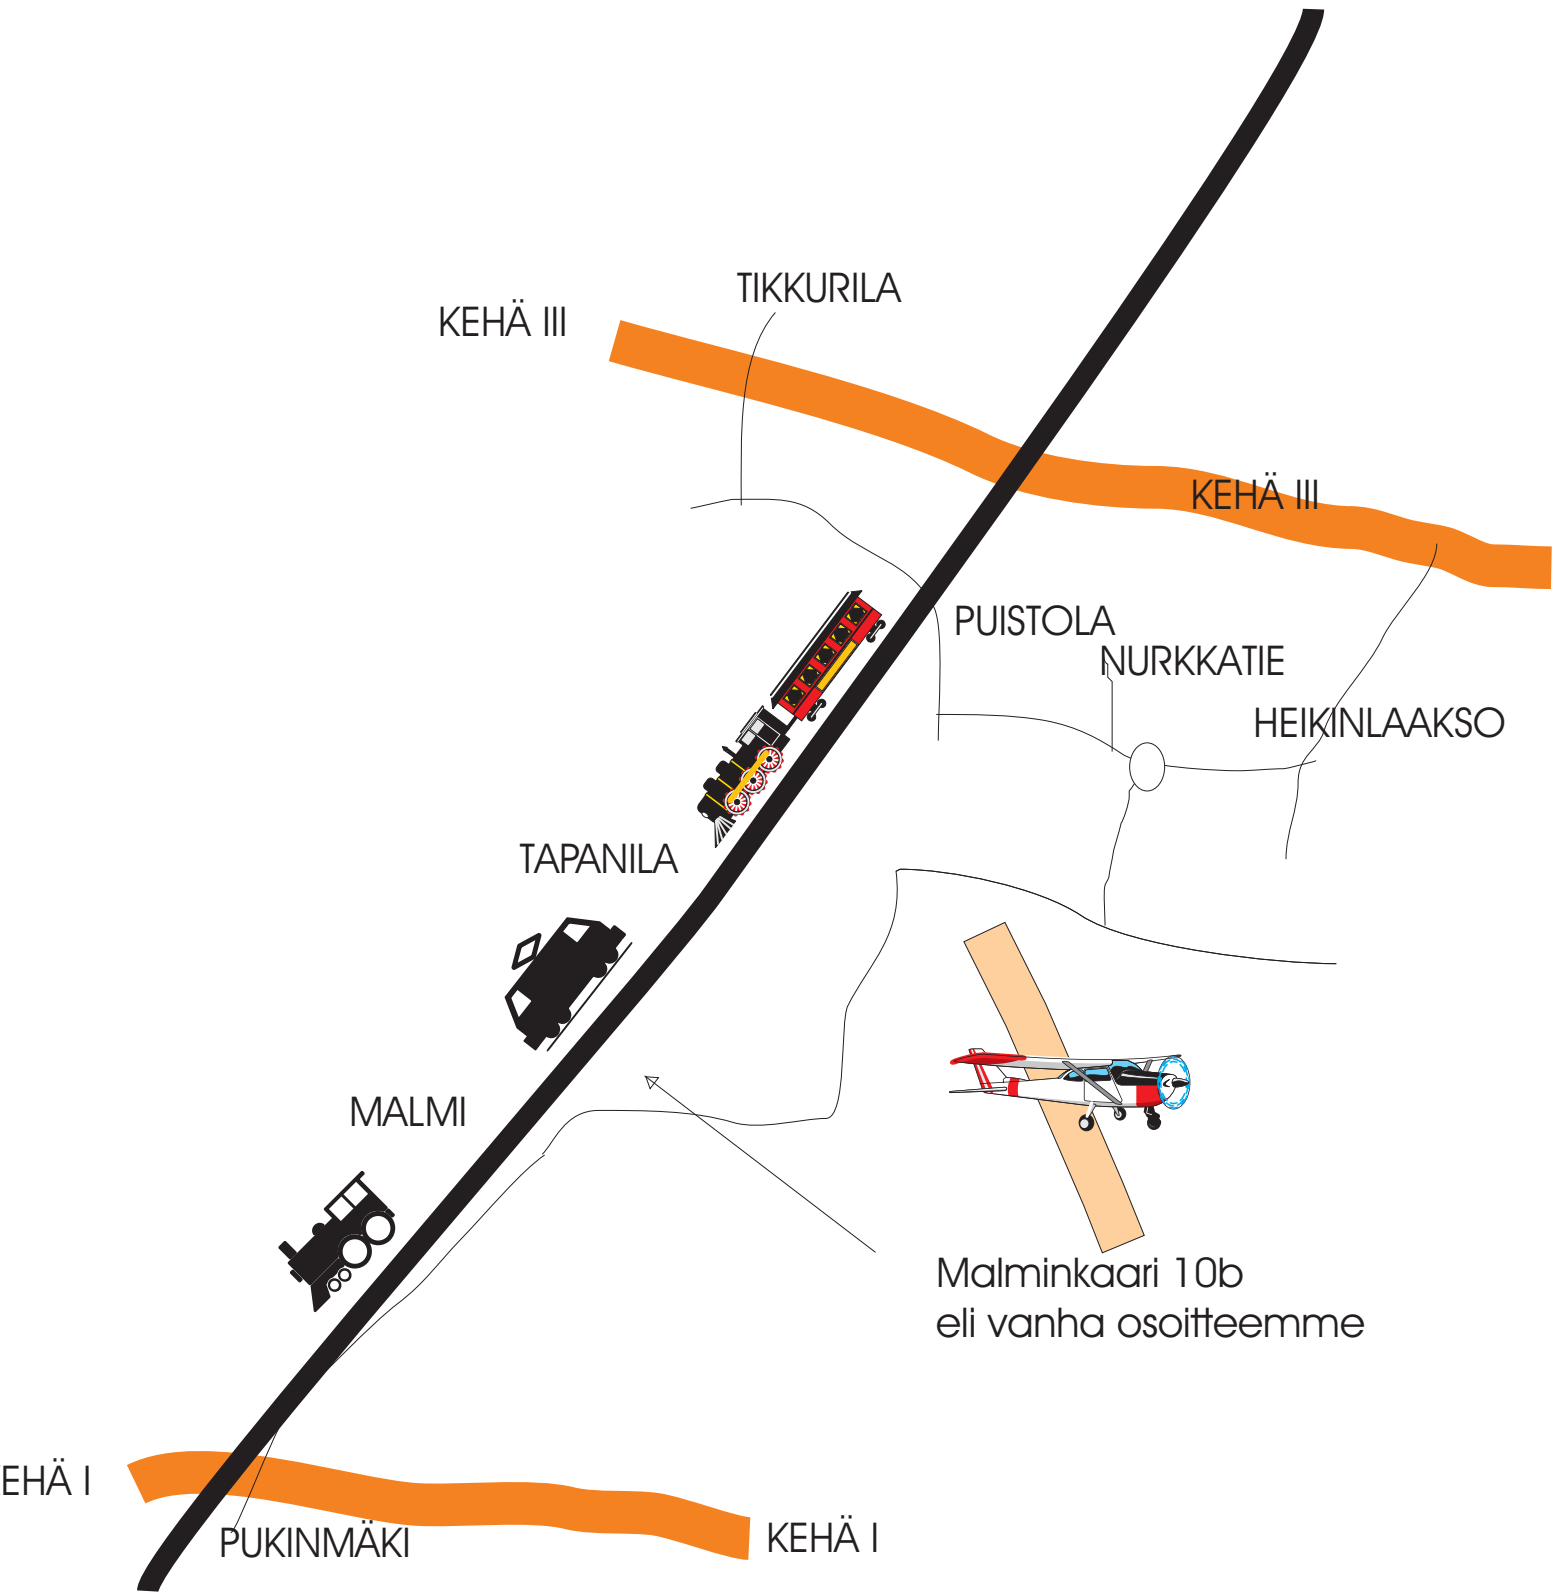 TIKKURILA
KEHÄ III
KEHÄ III
PUISTOLA
NURKKATIE
HEIKINLAAKSO
TAPANILA
MALMI
Malminkaari 10b
eli vanha osoitteemme
EHÄ I
KEHÄ I
PUKINMÄKI